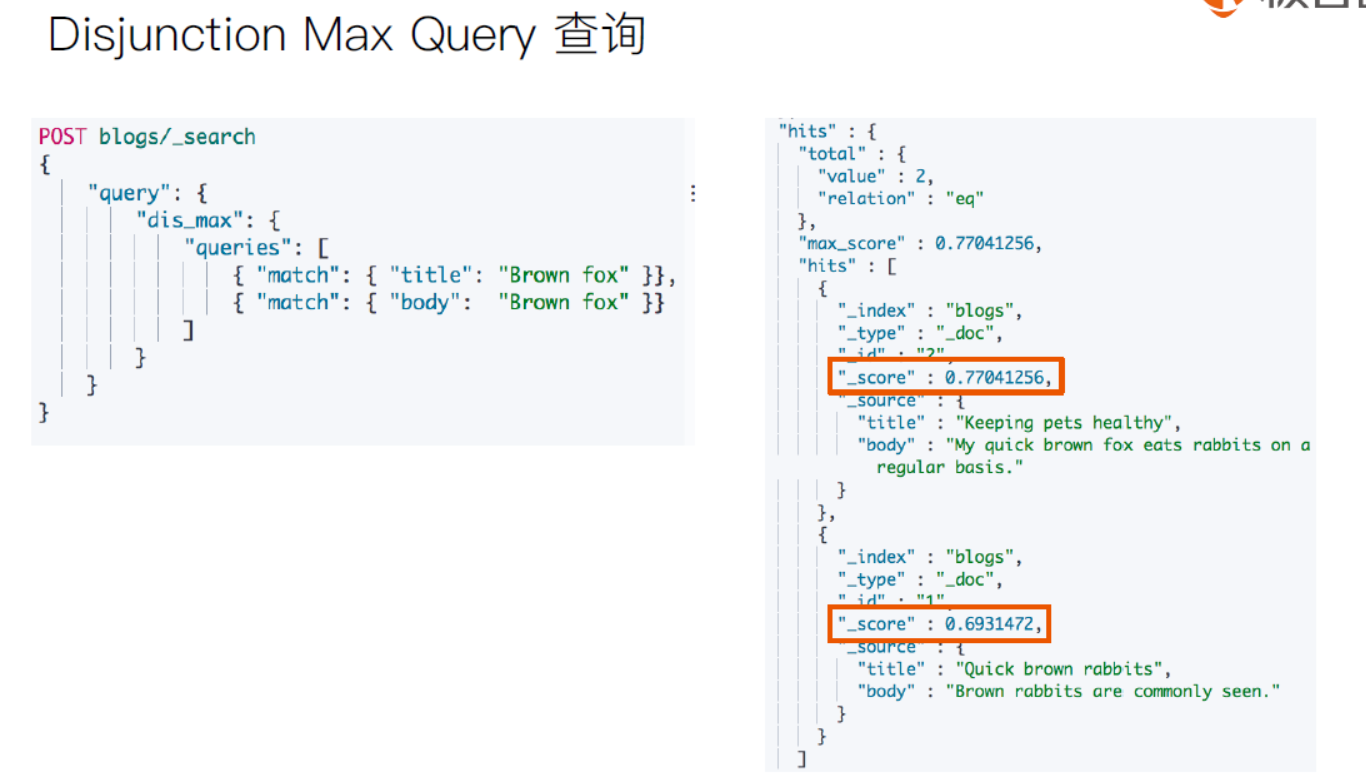 Disjunction Max Query 查询
POST blogs/_search
{
"query": {
"dis_max": {
"queries": [
{ "match": { "title": "Brown fox" }},
{ "match": { "body": "Brown fox" }}
]
}
}
}
"hits" : {
"total" : {
"value" : 2,
"relation" : "eq"
},
"max_score" : 0.77041256,
"hits" : [
{
"_index" : "blogs",
"_type" : "_doc",
"_id" : "2",
"_score" : 0.77041256,
"_source" : {
"title" : "Keeping pets healthy",
"body" : "My quick brown fox eats rabbits on a
regular basis."
}
},
{
"_index" : "blogs",
"_type" : "_doc",
"_id" : "1",
"_score" : 0.6931472,
"_source" : {
"title" : "Quick brown rabbits",
"body" : "Brown rabbits are commonly seen."
}
}
]